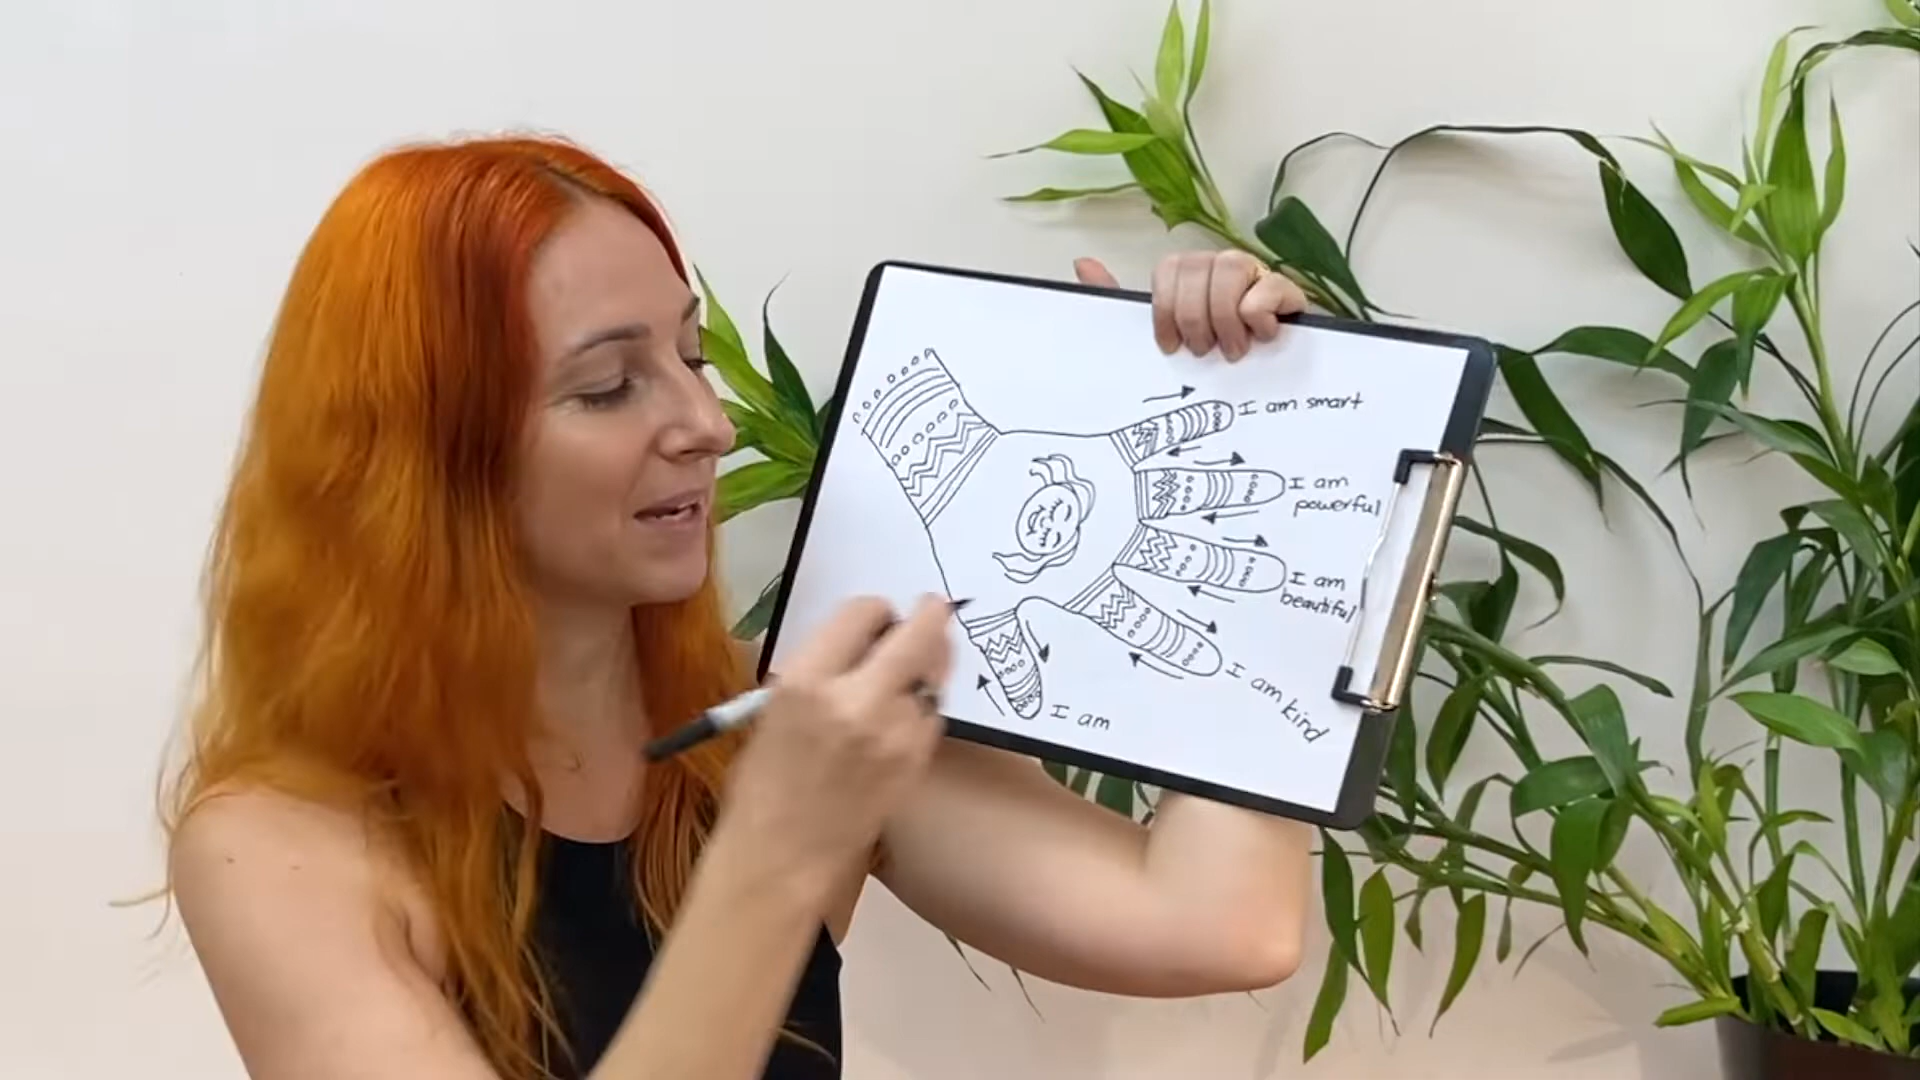 I am smart
I am
powerful
I am
beautiful
I am kind
I am